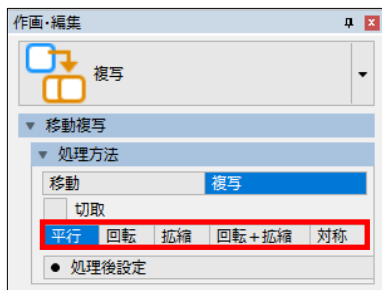 作画・編集
複写
移動複写
処理方法
移動 複写
切取
平行 回転 拡縮 回転+拡縮 対称
● 処理後設定